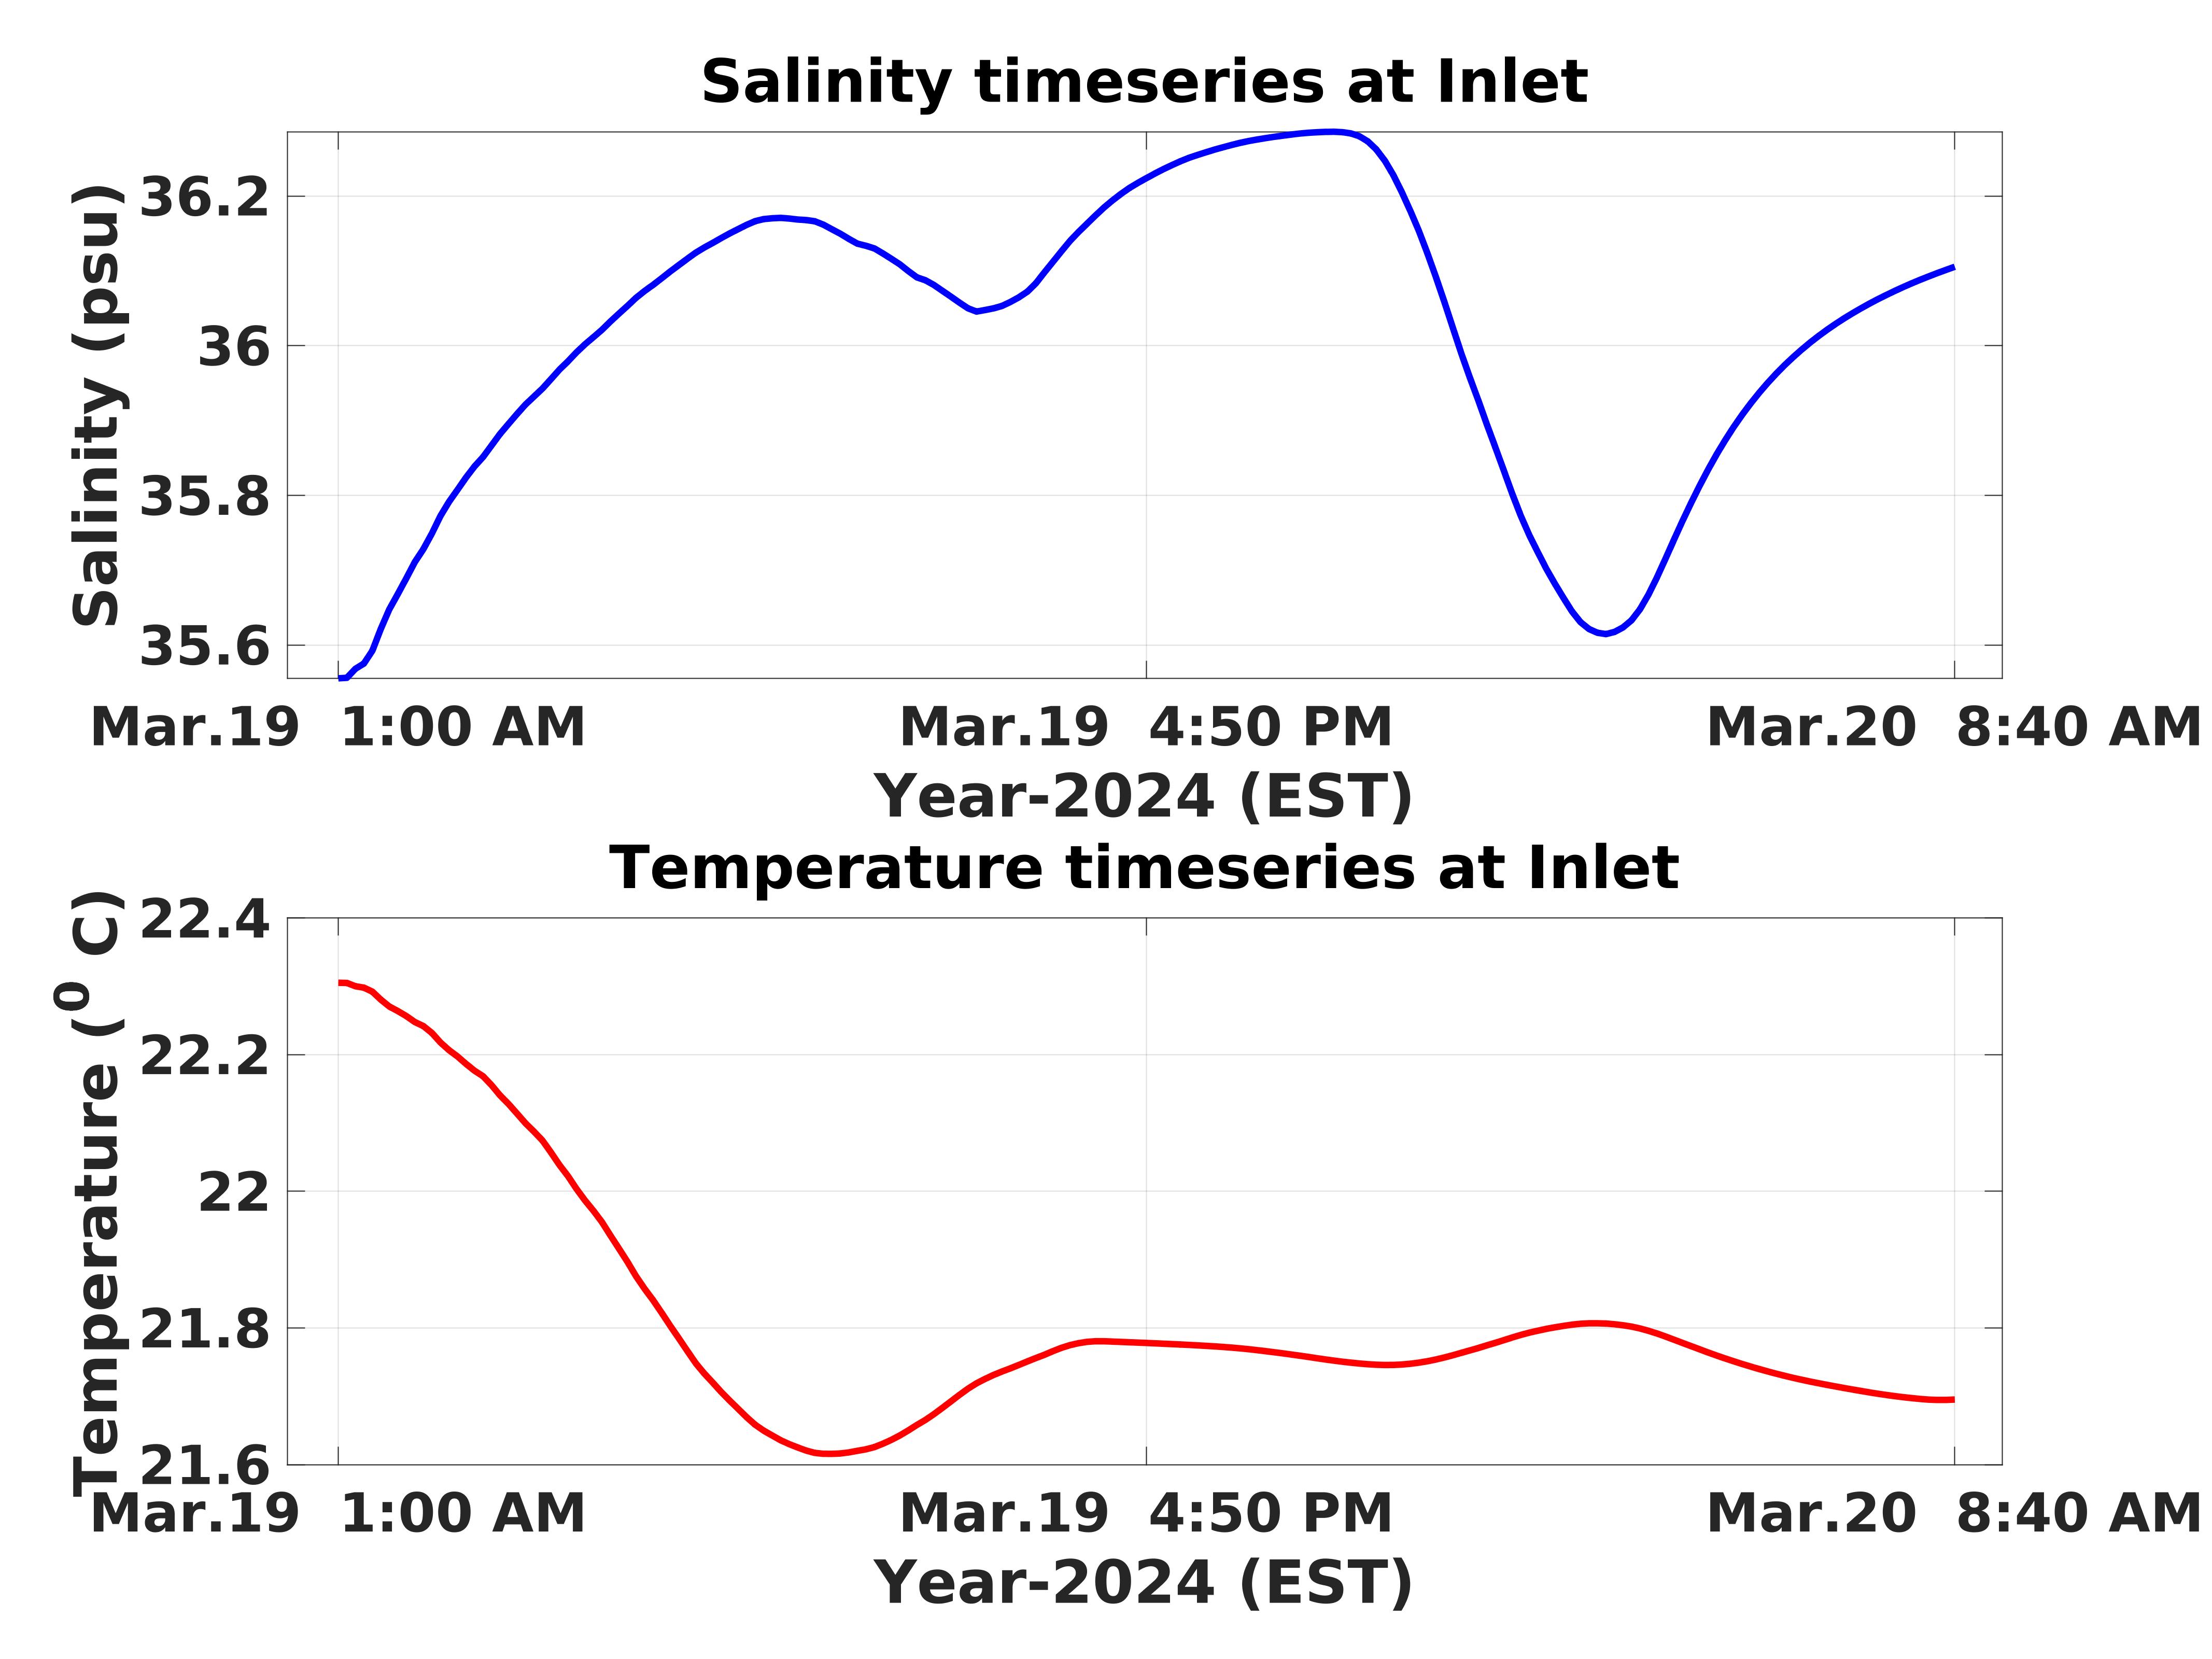 Salinity timeseries at Inlet
Salinity (psu)
36.2
36
35.8
35.6
Mar.19 1:00 AM
Mar.19 4:50 PM
Mar.20 8:40 AM
Year-2024 (EST)
Temperature timeseries at Inlet
Temperature (⁰ C)
22.4
22.2
22
21.8
21.6
Mar.19 1:00 AM
Mar.19 4:50 PM
Mar.20 8:40 AM
Year-2024 (EST)